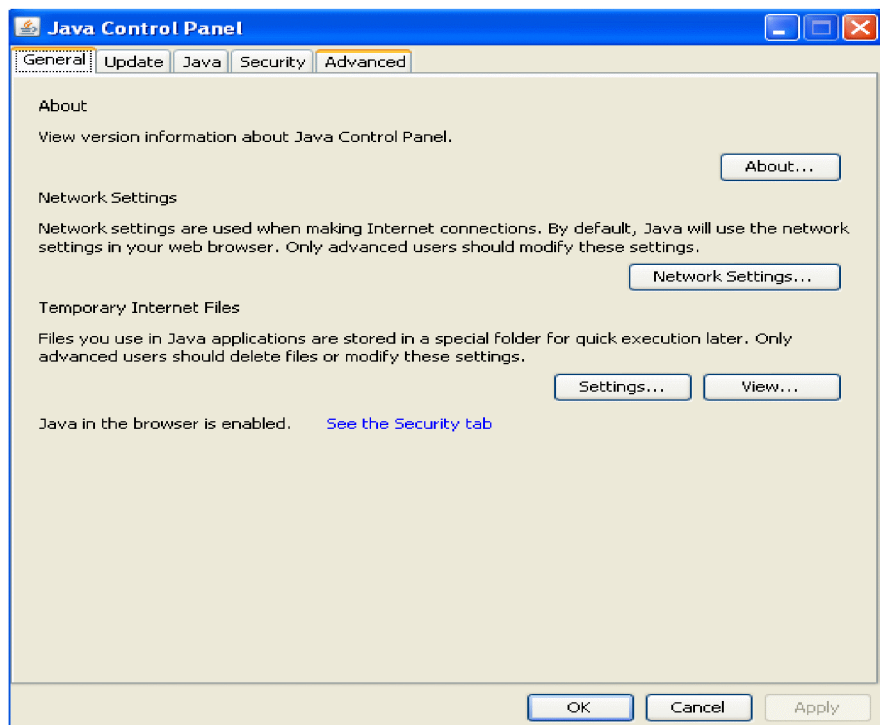 Java Control Panel
General Update Java Security Advanced
About
View version information about Java Control Panel.
About...
Network Settings
Network settings are used when making Internet connections. By default, Java will use the network
settings in your web browser. Only advanced users should modify these settings.
Network Settings...
Temporary Internet Files
Files you use in Java applications are stored in a special folder for quick execution later. Only
advanced users should delete files or modify these settings.
Settings... View...
Java in the browser is enabled. See the Security tab
OK Cancel Apply